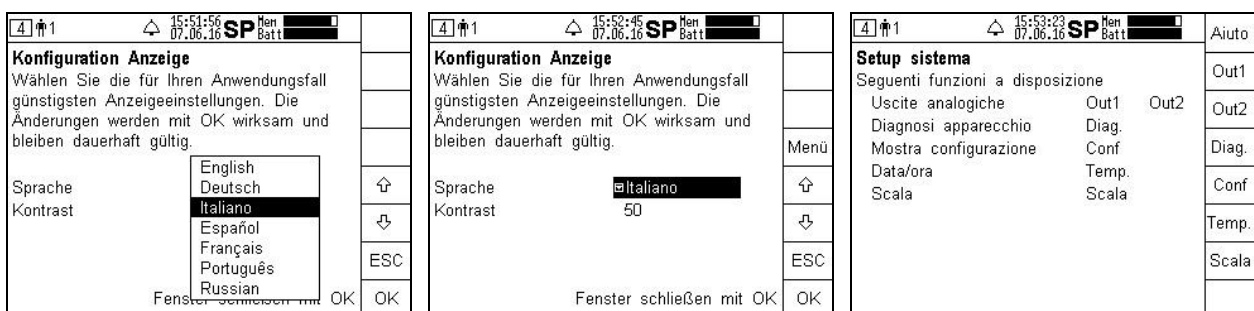 4 1 15:51:56 07.06.16 SP Mem Batt
Konfiguration Anzeige
Wählen Sie die für Ihren Anwendungsfall
günstigsten Anzeigeeinstellungen. Die
Änderungen werden mit OK wirksam und
bleiben dauerhaft gültig.
English
Sprache Deutsch
Kontrast Italiano
Español
Français
Português
Russian
Fenster schließen mit OK
ESC
OK
4 1 15:52:45 07.06.16 SP Mem Batt
Konfiguration Anzeige
Wählen Sie die für Ihren Anwendungsfall
günstigsten Anzeigeeinstellungen. Die
Änderungen werden mit OK wirksam und
bleiben dauerhaft gültig.
Sprache Italiano
Kontrast 50
Fenster schließen mit OK
Menü
ESC
OK
4 1 15:53:23 07.06.16 SP Mem Batt
Setup sistema
Seguenti funzioni a disposizione
Uscite analogiche Out1 Out2
Diagnosi apparecchio Diag.
Mostra configurazione Conf
Data/ora Temp.
Scala Scala
Aiuto
Out1
Out2
Diag.
Conf
Temp.
Scala